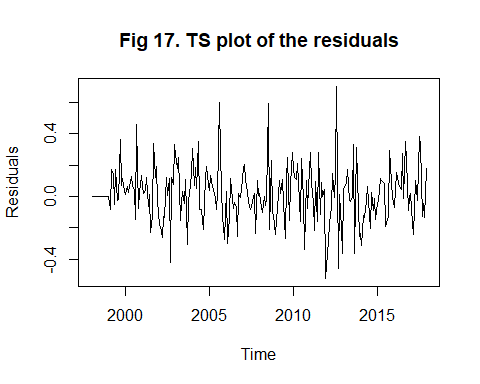 Fig 17. TS plot of the residuals
Residuals
0.4
0.0
-0.4
2000 2005 2010 2015
Time